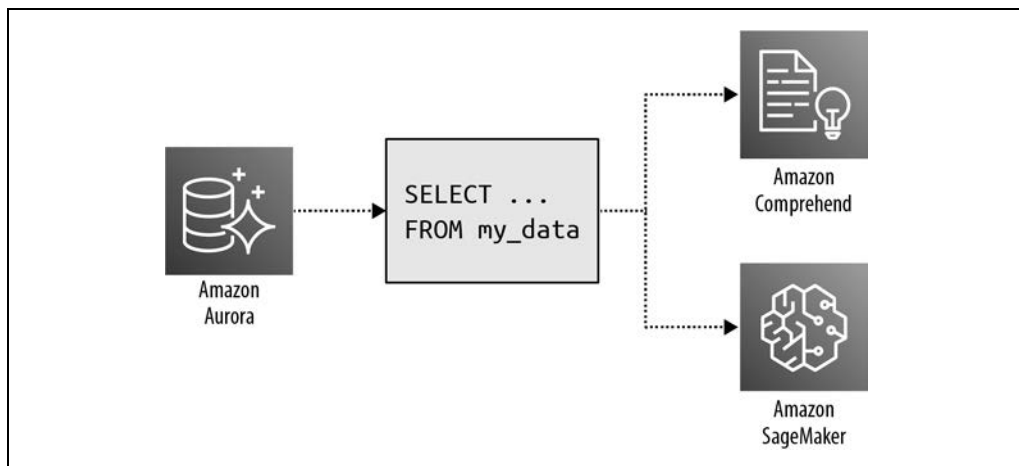 Amazon
Aurora
SELECT ...
FROM my_data
Amazon
Comprehend
Amazon
SageMaker